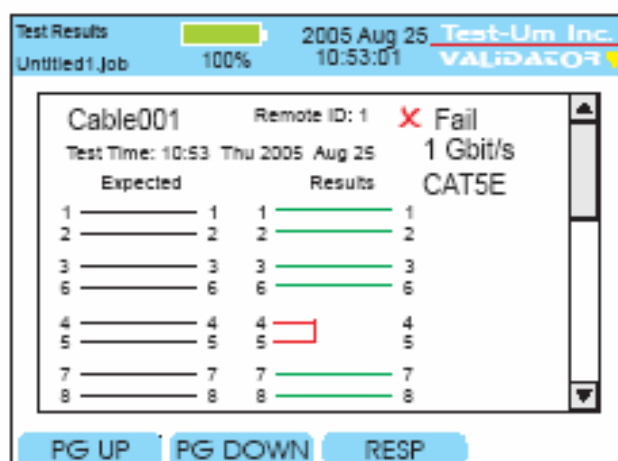 Test Results
Untitled1.job
100%
2005 Aug 25
10:53:01
Test-Um Inc.
VALiDATOR
Cable001
Remote ID: 1
X Fail
Test Time: 10:53 Thu 2005 Aug 25
1 Gbit/s
Expected
Results
CAT5E
1 1 1 1
2 2 2 2
3 3 3 3
6 6 6 6
4 4 4 4
5 5 5 5
7 7 7 7
8 8 8 8
PG UP
PG DOWN
RESP